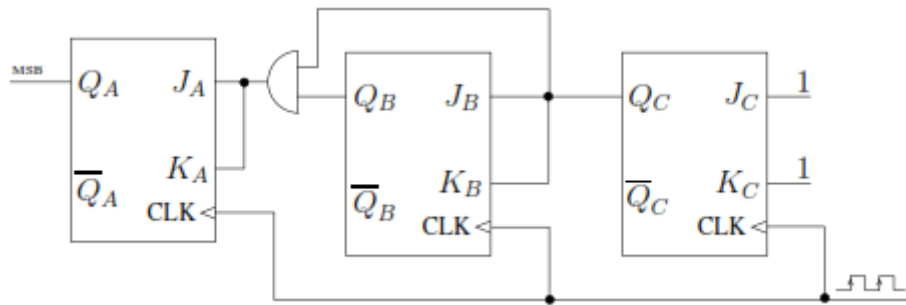 MSB
Q_A J_A
Q̅_A K_A
CLK
Q_B J_B
Q̅_B K_B
CLK
Q_C J_C 1
Q̅_C K_C 1
CLK